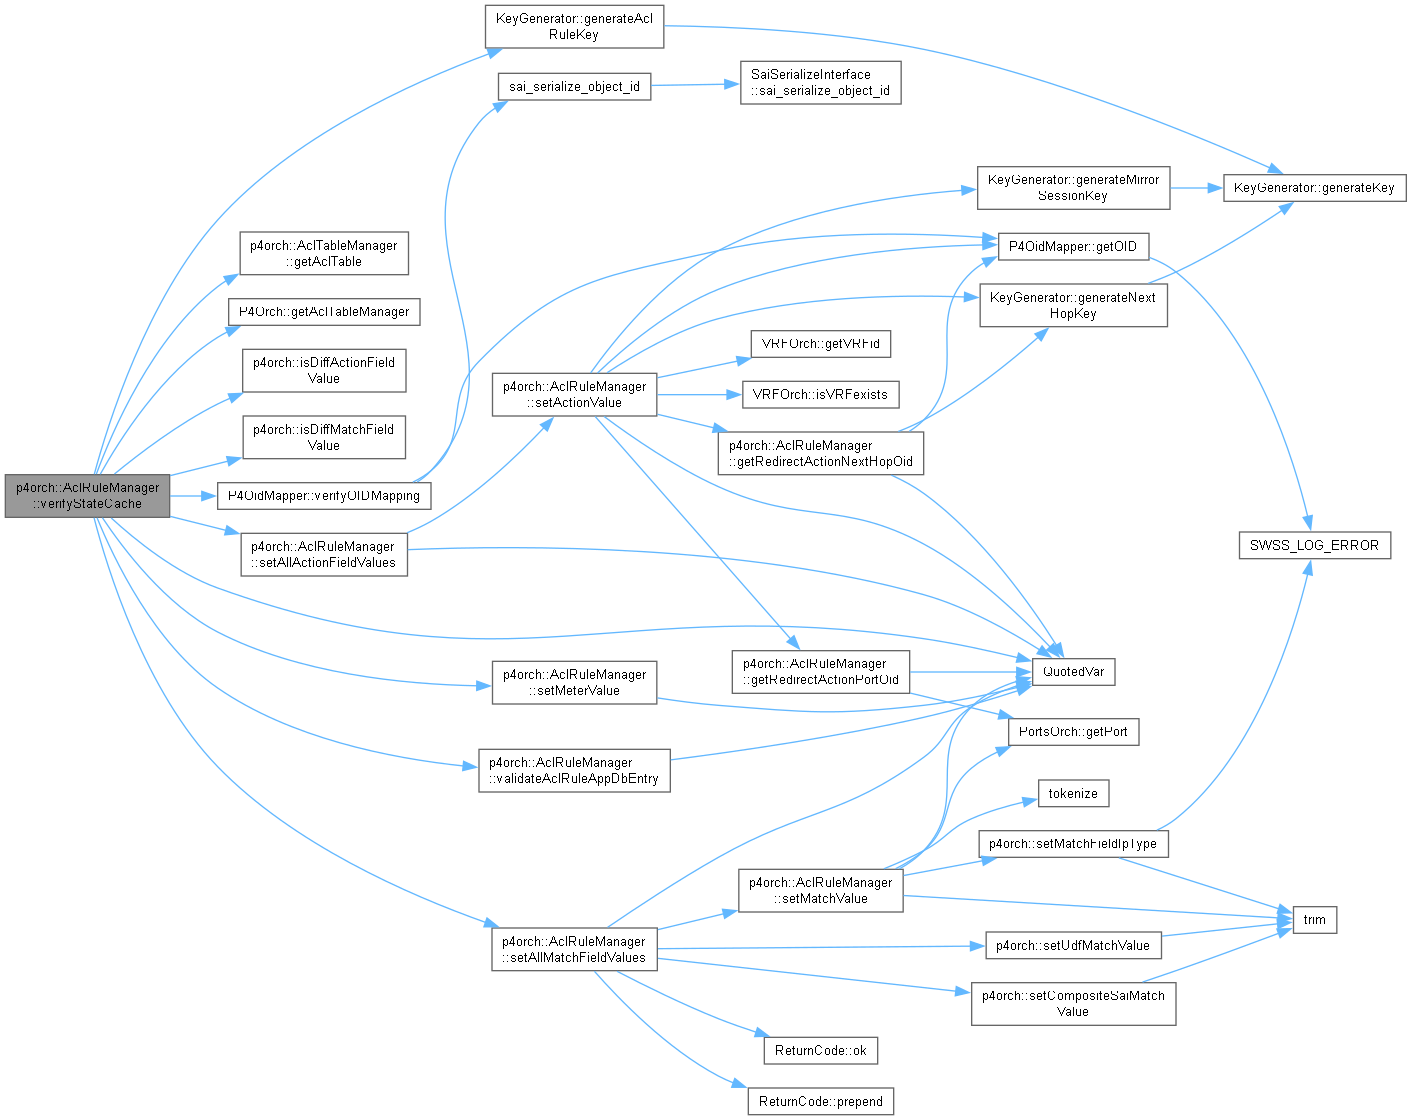 KeyGenerator::generateAcl
RuleKey
sai_serialize_object_id
SaiSerializeInterface
::sai_serialize_object_id
KeyGenerator::generateMirror
SessionKey
KeyGenerator::generateKey
p4orch::AclTableManager
::getAclTable
P4OidMapper::getOID
KeyGenerator::generateNext
HopKey
P4Orch::getAclTableManager
VRFOrch::getVRFid
p4orch::isDiffActionField
Value
p4orch::AclRuleManager
::setActionValue
VRFOrch::isVRFexists
p4orch::isDiffMatchField
Value
p4orch::AclRuleManager
::getRedirectActionNextHopOid
p4orch::AclRuleManager
::verifyStateCache
P4OidMapper::verifyOIDMapping
p4orch::AclRuleManager
::setAllActionFieldValues
SWSS_LOG_ERROR
p4orch::AclRuleManager
::setMeterValue
p4orch::AclRuleManager
::getRedirectActionPortOid
QuotedVar
PortsOrch::getPort
p4orch::AclRuleManager
::validateAclRuleAppDbEntry
tokenize
p4orch::setMatchFieldIpType
p4orch::AclRuleManager
::setMatchValue
trim
p4orch::AclRuleManager
::setAllMatchFieldValues
p4orch::setUdfMatchValue
p4orch::setCompositeSaiMatch
Value
ReturnCode::ok
ReturnCode::prepend